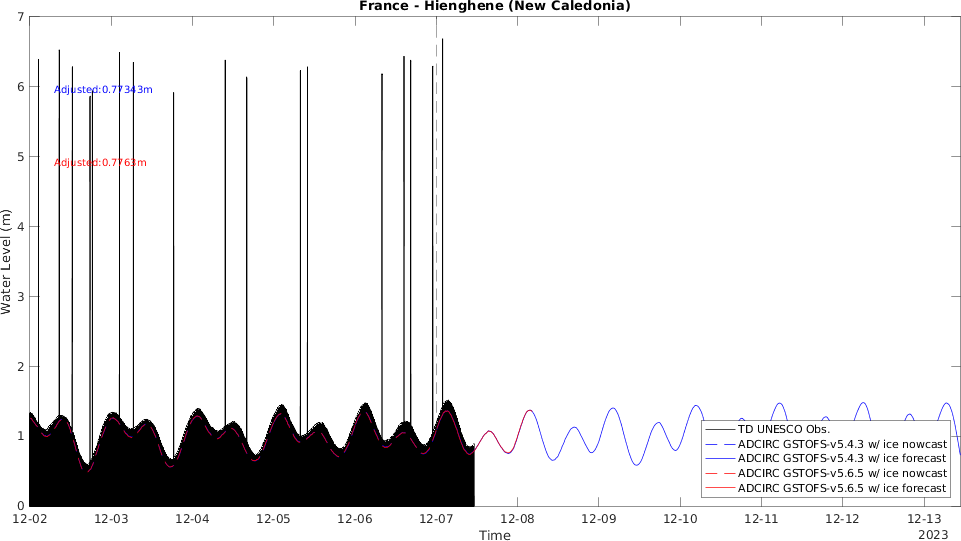 France - Hienghene (New Caledonia)
7
6
5
4
3
2
1
0
Water Level (m)
Adjusted:0.77343m
Adjusted:0.7763m
TD UNESCO Obs.
ADCIRC GSTOFS-v5.4.3 w/ ice nowcast
ADCIRC GSTOFS-v5.4.3 w/ ice forecast
ADCIRC GSTOFS-v5.6.5 w/ ice nowcast
ADCIRC GSTOFS-v5.6.5 w/ ice forecast
12-02 12-03 12-04 12-05 12-06 12-07 12-08 12-09 12-10 12-11 12-12 12-13
Time
2023